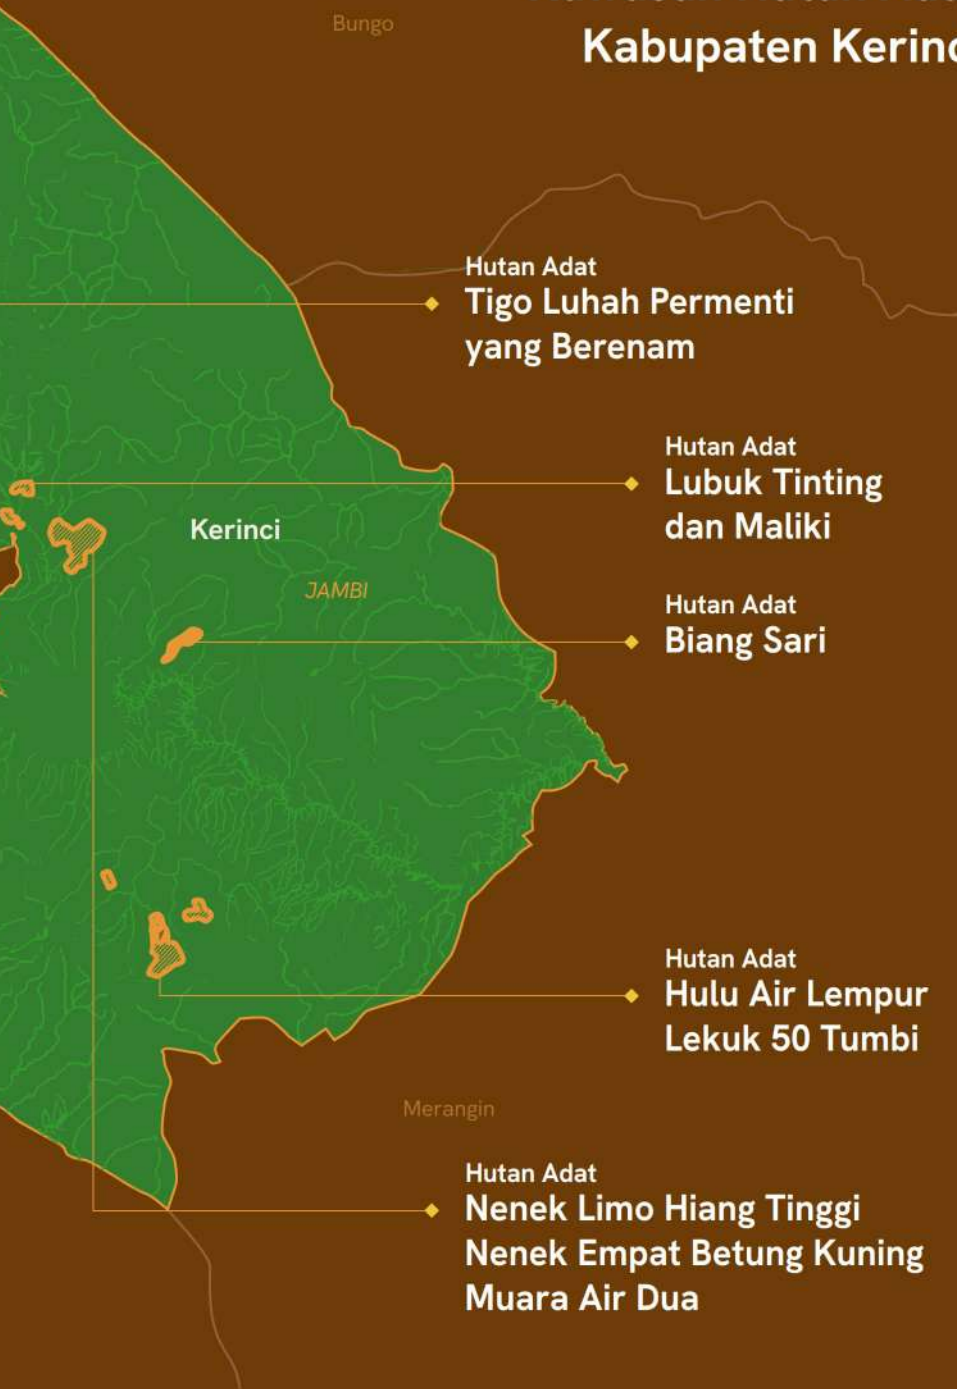 Bungo
Kabupaten
Hutan Adat
Tigo Luhah Permenti
yang Berenam
Hutan Adat
Lubuk Tinting
dan Maliki
Kerinci
JAMBI
Hutan Adat
Biang Sari
Hutan Adat
Hulu Air Lempur
Lekuk 50 Tumbi
Merangin
Hutan Adat
Nenek Limo Hiang Tinggi
Nenek Empat Betung Kuning
Muara Air Dua